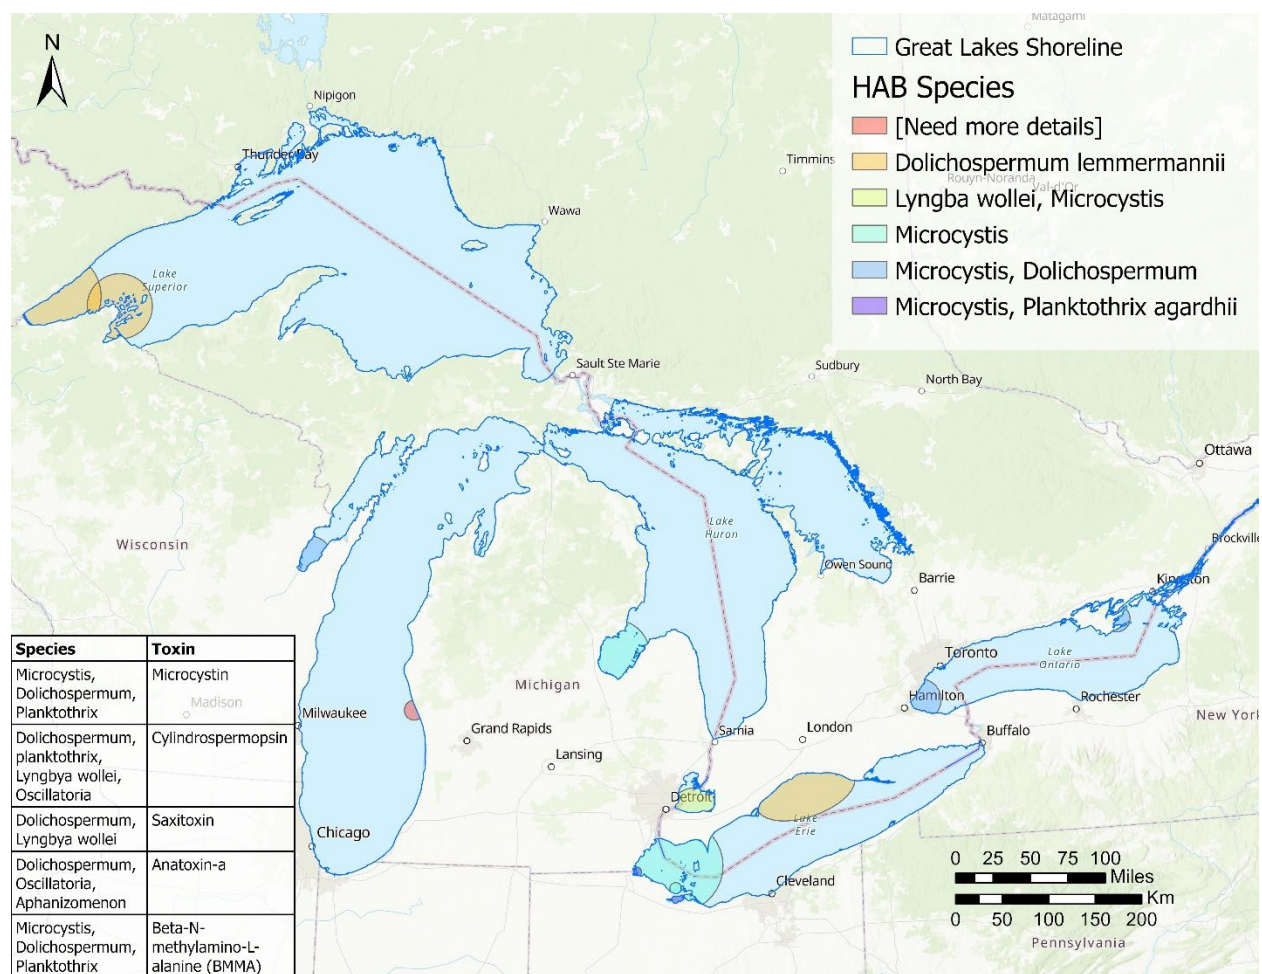 Matagami
N
Great Lakes Shoreline
HAB Species
[Need more details]
Dolichospermum lemmermannii
Lyngba wollei, Microcystis
Microcystis
Microcystis, Dolichospermum
Microcystis, Planktothrix agardhii
Nipigon
Thunder Bay
Timmins
Rouyn-Noranda
Val-d'Or
Wawa
Lake
Superior
Sault Ste Marie
Sudbury
North Bay
Ottawa
Lake
Huron
Wisconsin
Brockville
Owen Sound
Barrie
Kingston
Toronto
Lake
Ontario
Michigan
Hamilton
Rochester
New York
Milwaukee
Grand Rapids
Sarnia
London
Buffalo
Lansing
Detroit
Lake
Erie
Chicago
Cleveland
Madison
Pennsylvania
Species Toxin
Microcystis, Microcystin
Dolichospermum,
Planktothrix
Dolichospermum, Cylindrospermopsin
planktothrix,
Lyngbya wollei,
Oscillatoria
Dolichospermum, Saxitoxin
Lyngbya wollei
Dolichospermum, Anatoxin-a
Oscillatoria,
Aphanizomenon
Microcystis, Beta-N-
Dolichospermum, methylamino-L-
Planktothrix alanine (BMMA)
0 25 50 75 100
Miles
Km
0 50 100 150 200